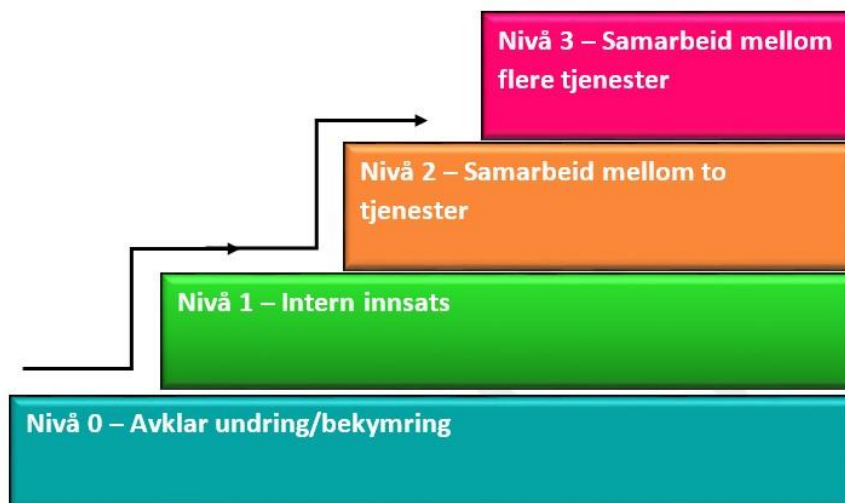 Nivå 3 – Samarbeid mellom
flere tjenester
Nivå 2 – Samarbeid mellom to
tjenester
Nivå 1 – Intern innsats
Nivå 0 – Avklar undring/bekymring